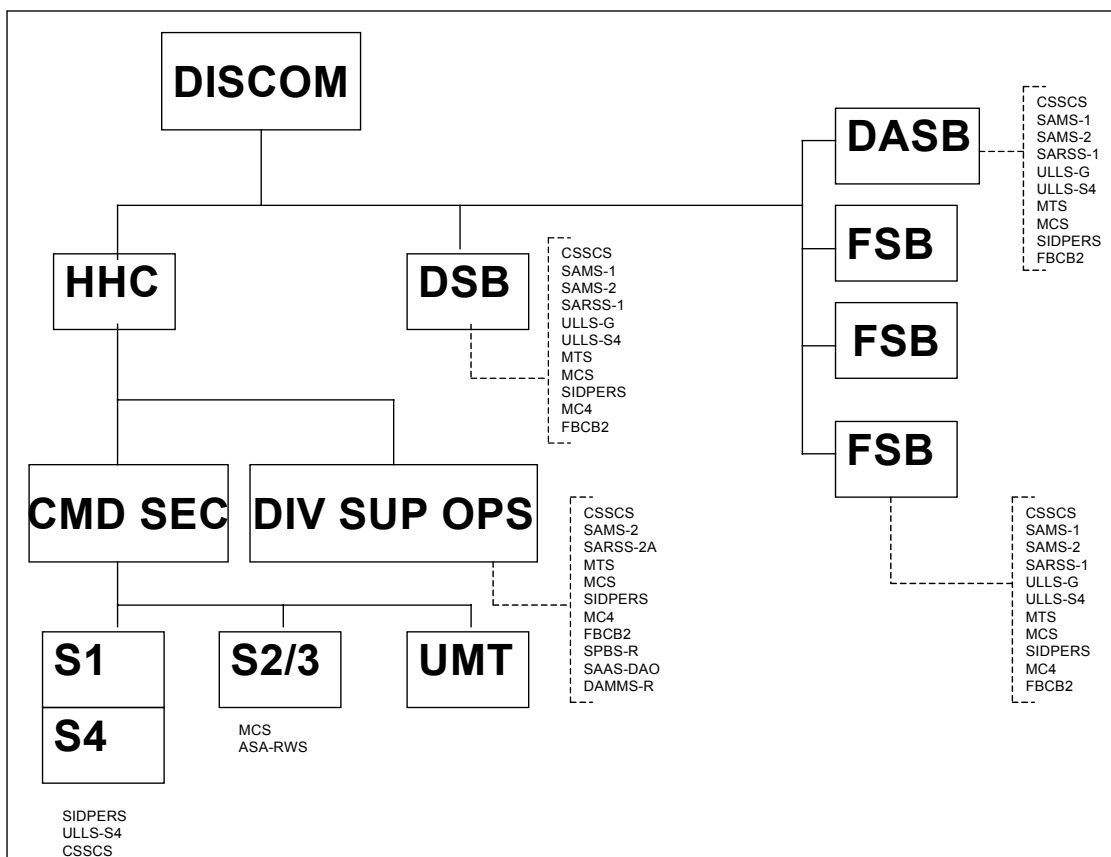 DISCOM
DASB
CSSCS
SAMS-1
SAMS-2
SARSS-1
ULLS-G
ULLS-S4
MTS
MCS
SIDPERS
FBCB2
FSB
FSB
FSB
CSSCS
SAMS-1
SAMS-2
SARSS-1
ULLS-G
ULLS-S4
MTS
MCS
SIDPERS
MC4
FBCB2
HHC
DSB
CSSCS
SAMS-1
SAMS-2
SARSS-1
ULLS-G
ULLS-S4
MTS
MCS
SIDPERS
MC4
FBCB2
CMD SEC
DIV SUP OPS
CSSCS
SAMS-2
SARSS-2A
MTS
MCS
SIDPERS
MC4
FBCB2
SPBS-R
SAAS-DAO
DAMMS-R
S1
S4
SIDPERS
ULLS-S4
CSSCS
S2/3
MCS
ASA-RWS
UMT